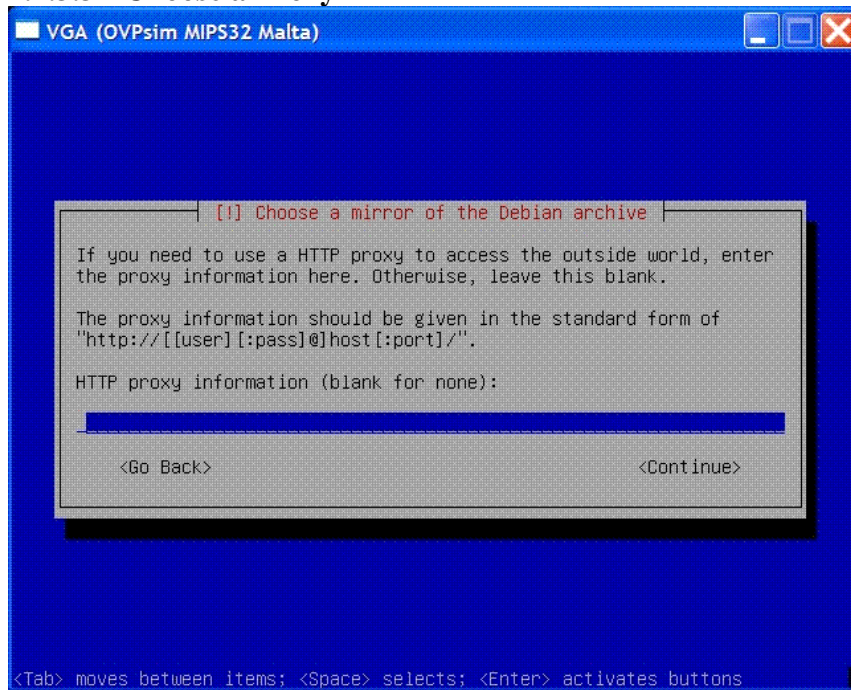 VGA (OVPsim MIPS32 Malta)
[!] Choose a mirror of the Debian archive
If you need to use a HTTP proxy to access the outside world, enter
the proxy information here. Otherwise, leave this blank.
The proxy information should be given in the standard form of
"http://[[user][:pass]@]host[:port]/".
HTTP proxy information (blank for none):
<Go Back> <Continue>
<Tab> moves between items; <Space> selects; <Enter> activates buttons